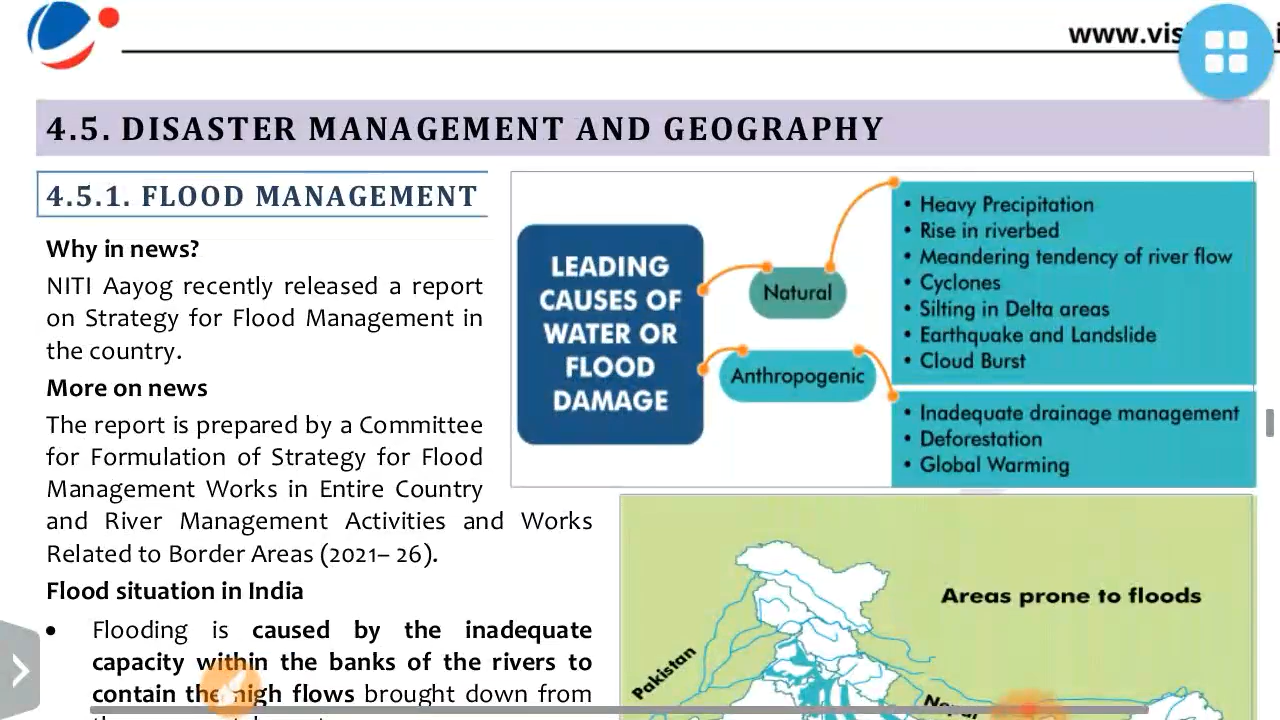 www.vis
4.5. DISASTER MANAGEMENT AND GEOGRAPHY
4.5.1. FLOOD MANAGEMENT
Why in news?
NITI Aayog recently released a report
on Strategy for Flood Management in
the country.
More on news
The report is prepared by a Committee
for Formulation of Strategy for Flood
Management Works in Entire Country
and River Management Activities and Works
Related to Border Areas (2021– 26).
Flood situation in India
• Flooding is caused by the inadequate
capacity within the banks of the rivers to
contain the high flows brought down from
LEADING
CAUSES OF
WATER OR
FLOOD
DAMAGE
Natural
• Heavy Precipitation
• Rise in riverbed
• Meandering tendency of river flow
• Cyclones
• Silting in Delta areas
• Earthquake and Landslide
• Cloud Burst
Anthropogenic
• Inadequate drainage management
• Deforestation
• Global Warming
Areas prone to floods
Pakistan
Nepal